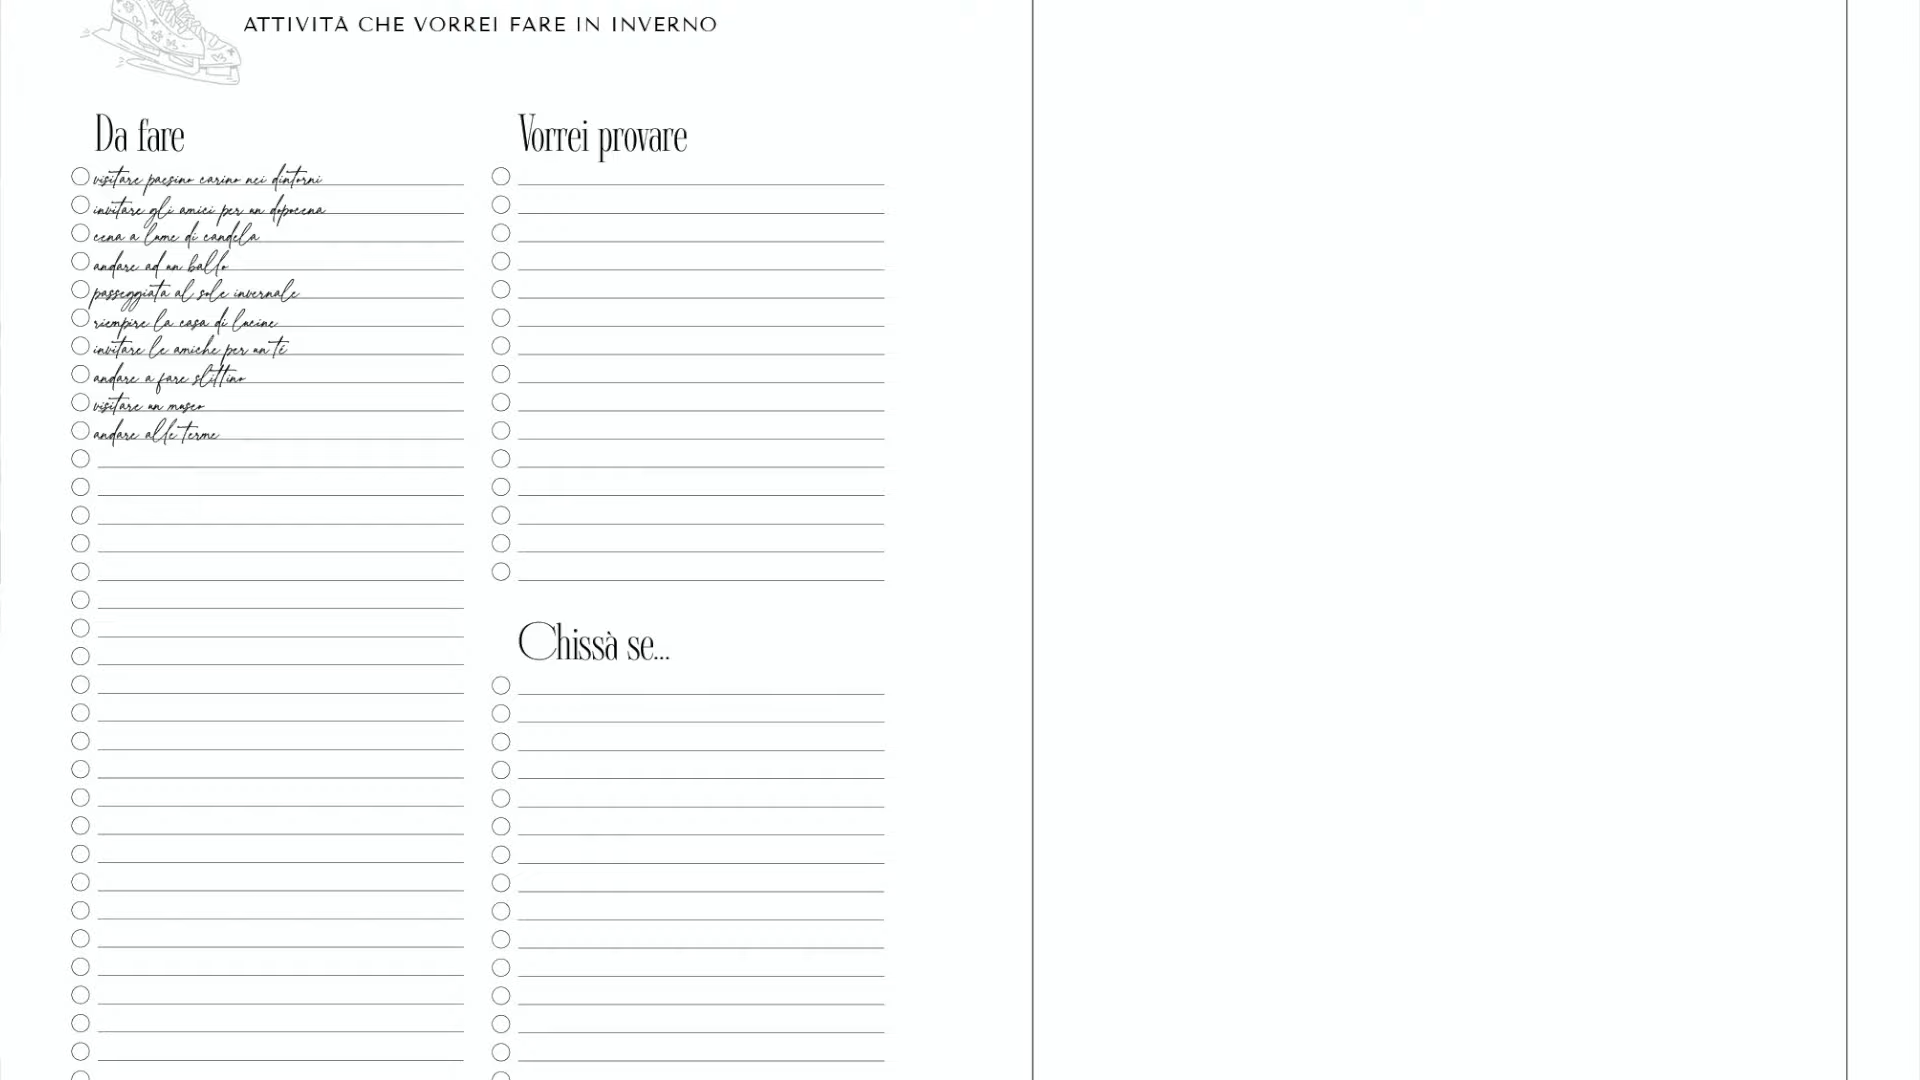 ATTIVITÀ CHE VORREI FARE IN INVERNO
Da fare
visitare paesino carino nei dintorni
invitare gli amici per un dopocena
cena a lume di candela
andare ad un ballo
passeggiata al sole invernale
riempire la casa di lucine
invitare le amiche per un tè
andare a fare slittino
visitare un museo
andare alle terme
Vorrei provare
Chissà se...